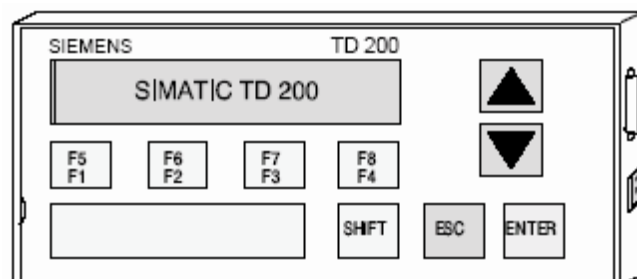 SIEMENS TD 200
SIMATIC TD 200
F5 F6 F7 F8
F1 F2 F3 F4
SHIFT ESC ENTER